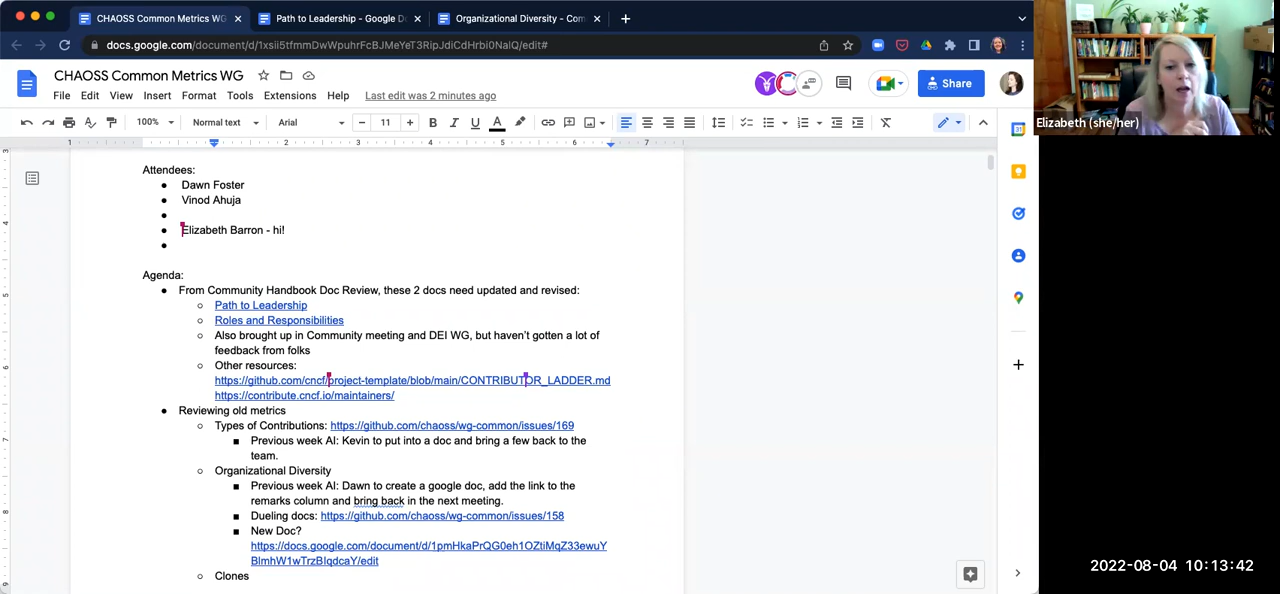 CHAOSS Common Metrics WG
Path to Leadership - Google D
Organizational Diversity - Com
docs.google.com/document/d/1xsii5tfmmDwWpuhrFcBJMeYeT3RipJdiCdHrbi0NalQ/edit#
CHAOSS Common Metrics WG
File Edit View Insert Format Tools Extensions Help Last edit was 2 minutes ago
Share
100% Normal text Arial 11
1 2 3 4 5 6 7
Attendees:
● Dawn Foster
● Vinod Ahuja
●
● Elizabeth Barron - hi!
●
Agenda:
● From Community Handbook Doc Review, these 2 docs need updated and revised:
○ Path to Leadership
○ Roles and Responsibilities
○ Also brought up in Community meeting and DEI WG, but haven't gotten a lot of
feedback from folks
○ Other resources:
https://github.com/cncf/project-template/blob/main/CONTRIBUTOR_LADDER.md
https://contribute.cncf.io/maintainers/
● Reviewing old metrics
○ Types of Contributions: https://github.com/chaoss/wg-common/issues/169
■ Previous week AI: Kevin to put into a doc and bring a few back to the
team.
○ Organizational Diversity
■ Previous week AI: Dawn to create a google doc, add the link to the
remarks column and bring back in the next meeting.
■ Dueling docs: https://github.com/chaoss/wg-common/issues/158
■ New Doc?
https://docs.google.com/document/d/1pmHkaPrQG0eh1OZtiMqZ33ewuY
BlmhW1wTrzBIqdcaY/edit
○ Clones
Elizabeth (she/her)
2022-08-04 10:13:42